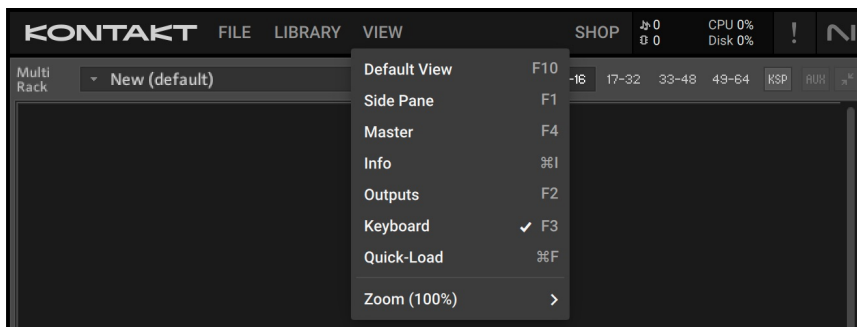 KONTAKT FILE LIBRARY VIEW SHOP 0 CPU 0% ! NI
0 Disk 0%
Multi
Rack
New (default) -16 17-32 33-48 49-64 KSP AUX
Default View F10
Side Pane F1
Master F4
Info ⌘I
Outputs F2
Keyboard ✓ F3
Quick-Load ⌘F
Zoom (100%) >